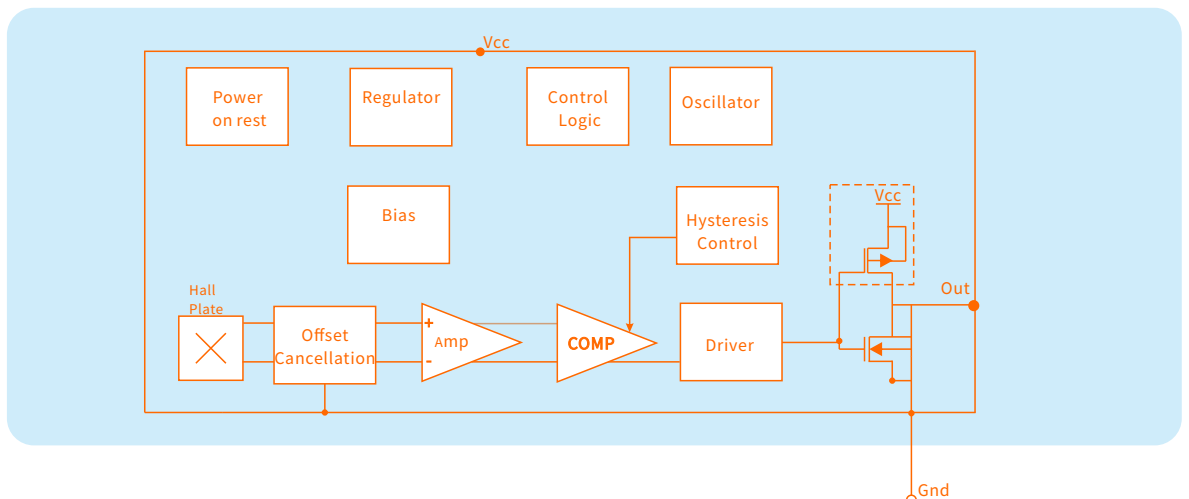 Vcc
Power
on rest
Regulator
Control
Logic
Oscillator
Bias
Hysteresis
Control
Vcc
Hall
Plate
Offset
Cancellation
+
Amp
-
COMP
Driver
Out
Gnd